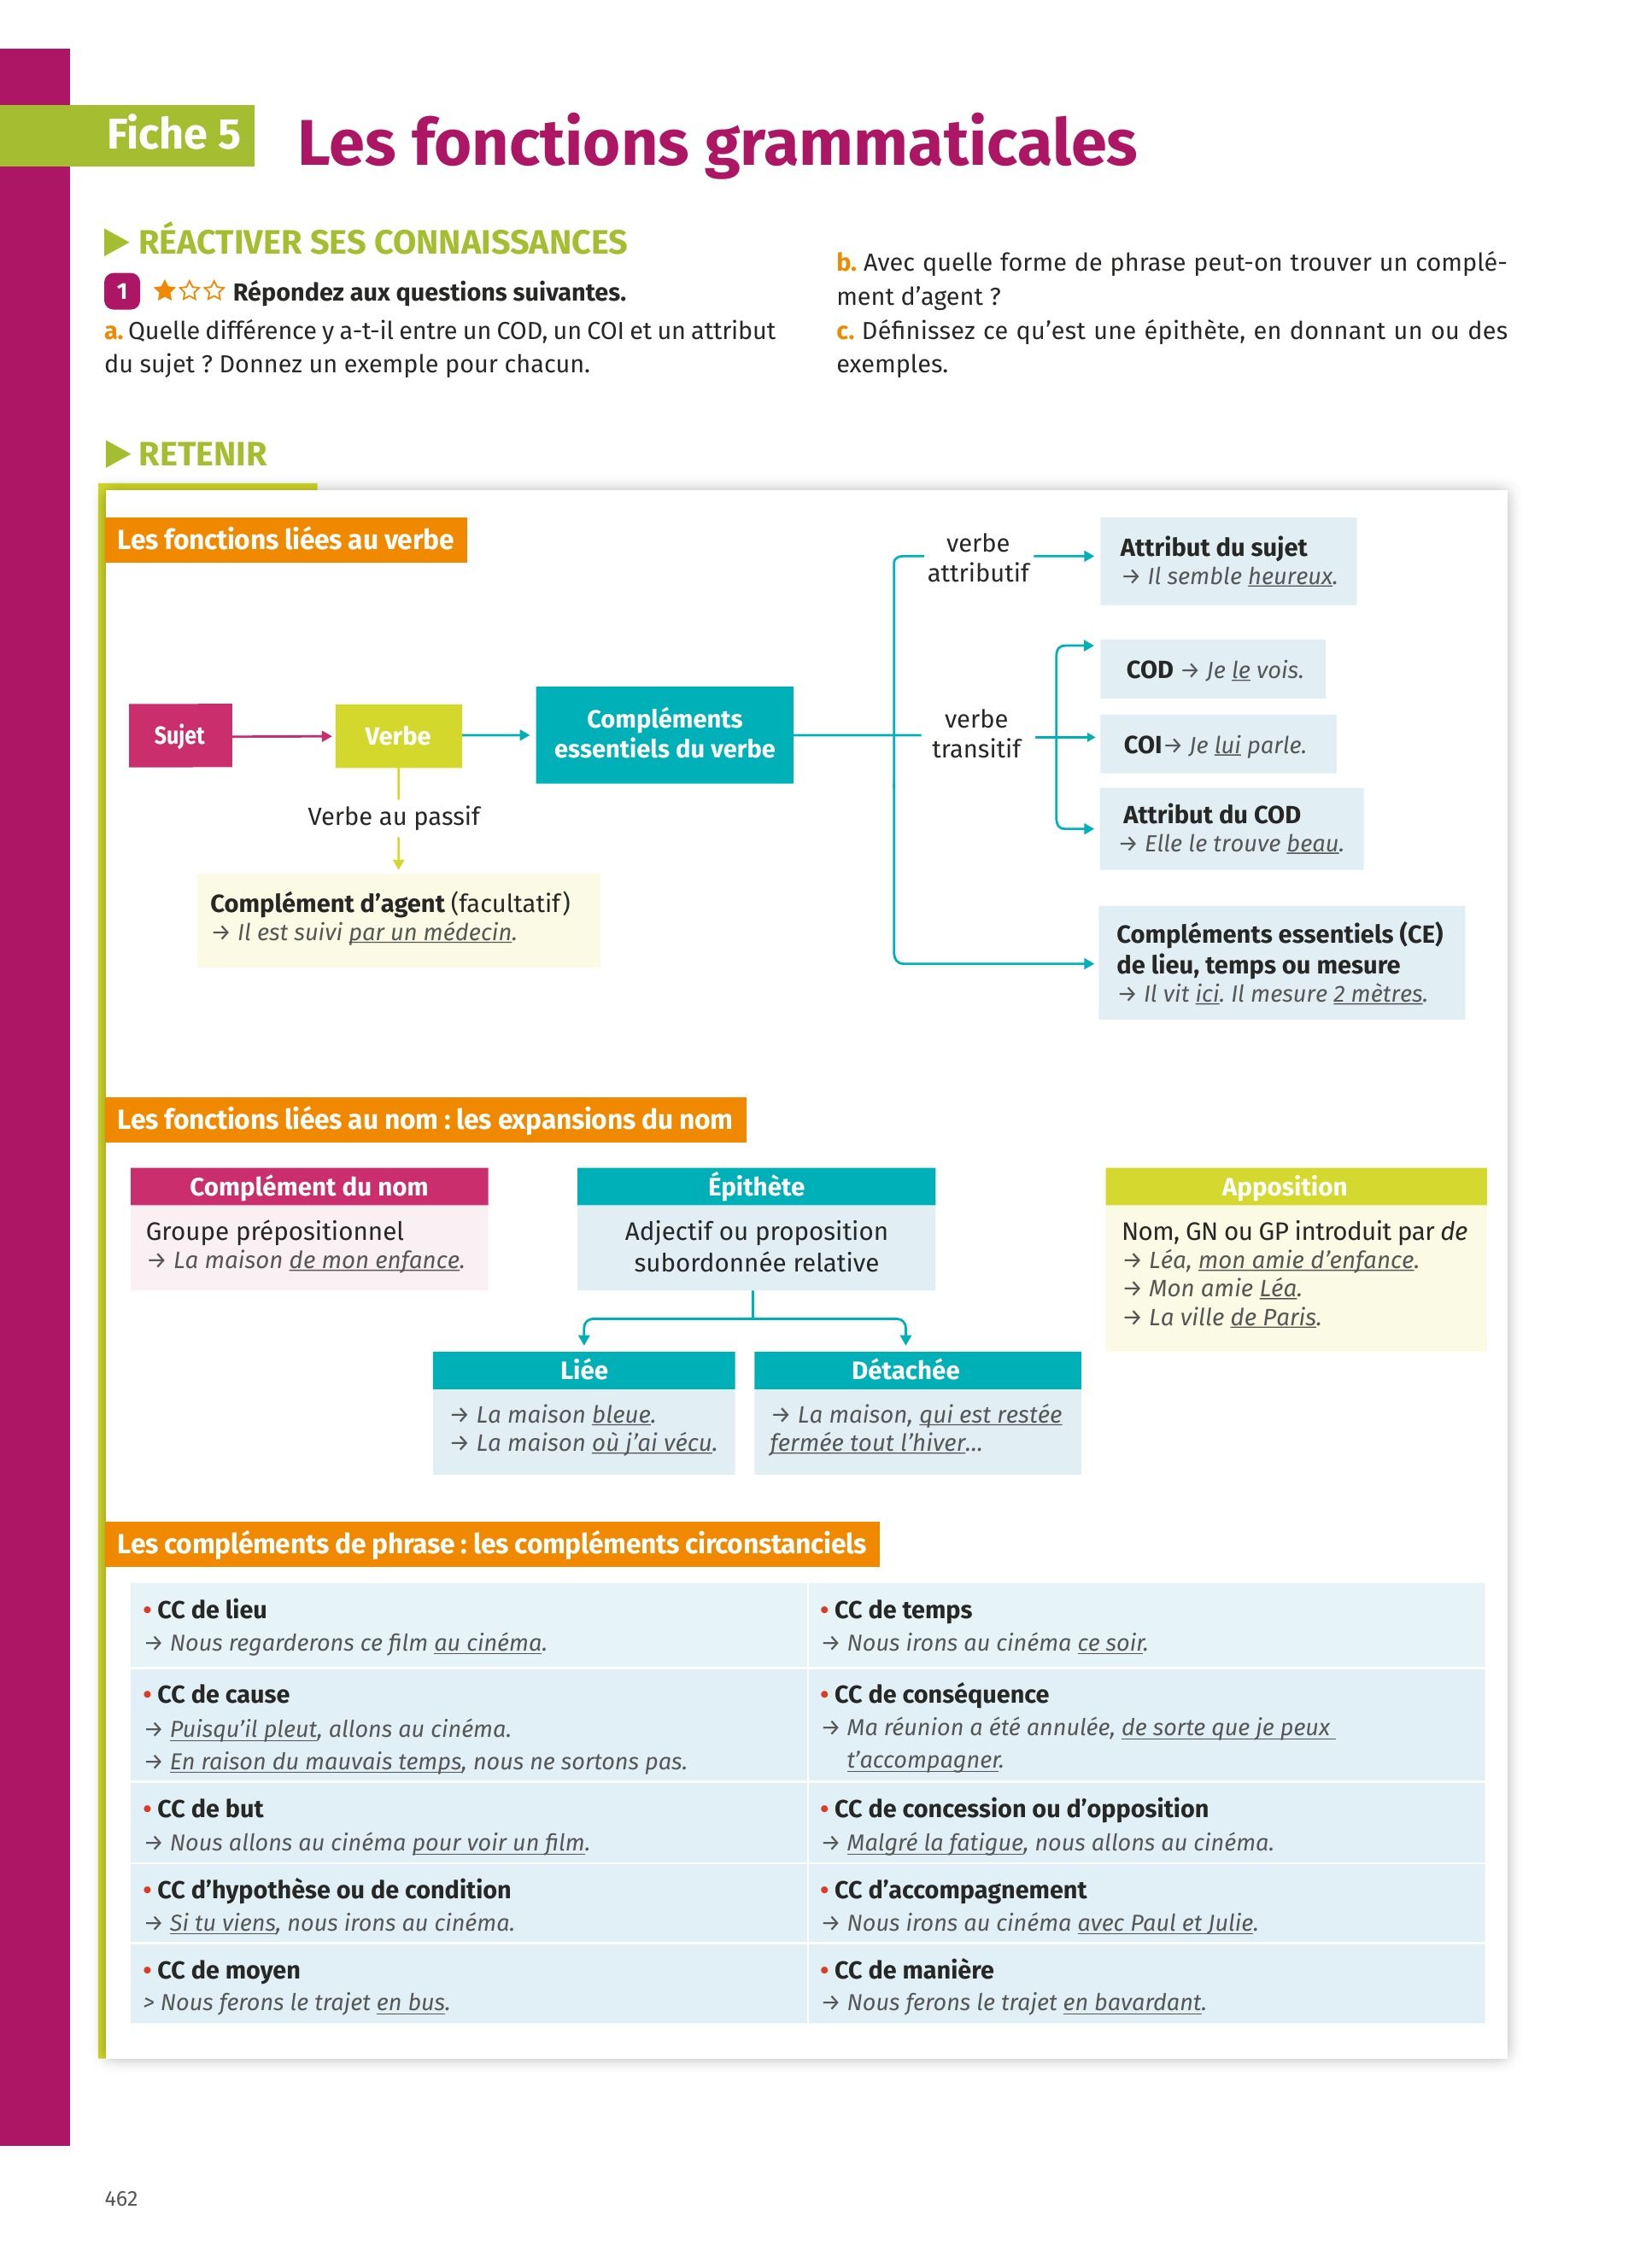 Fiche 5
Les fonctions grammaticales
▶ RÉACTIVER SES CONNAISSANCES
1 ★☆☆ Répondez aux questions suivantes.
a. Quelle différence y a-t-il entre un COD, un COI et un attribut
du sujet ? Donnez un exemple pour chacun.
b. Avec quelle forme de phrase peut-on trouver un complé-
ment d’agent ?
c. Définissez ce qu’est une épithète, en donnant un ou des
exemples.
▶ RETENIR
Les fonctions liées au verbe
Sujet
Verbe
Compléments
essentiels du verbe
Verbe au passif
Complément d’agent (facultatif)
→ Il est suivi par un médecin.
verbe
attributif
Attribut du sujet
→ Il semble heureux.
verbe
transitif
COD → Je le vois.
COI→ Je lui parle.
Attribut du COD
→ Elle le trouve beau.
Compléments essentiels (CE)
de lieu, temps ou mesure
→ Il vit ici. Il mesure 2 mètres.
Les fonctions liées au nom : les expansions du nom
Complément du nom
Groupe prépositionnel
→ La maison de mon enfance.
Épithète
Adjectif ou proposition
subordonnée relative
Liée
→ La maison bleue.
→ La maison où j’ai vécu.
Détachée
→ La maison, qui est restée
fermée tout l’hiver...
Apposition
Nom, GN ou GP introduit par de
→ Léa, mon amie d’enfance.
→ Mon amie Léa.
→ La ville de Paris.
Les compléments de phrase : les compléments circonstanciels
• CC de lieu
→ Nous regarderons ce film au cinéma.
• CC de temps
→ Nous irons au cinéma ce soir.
• CC de cause
→ Puisqu’il pleut, allons au cinéma.
→ En raison du mauvais temps, nous ne sortons pas.
• CC de conséquence
→ Ma réunion a été annulée, de sorte que je peux
t’accompagner.
• CC de but
→ Nous allons au cinéma pour voir un film.
• CC de concession ou d’opposition
→ Malgré la fatigue, nous allons au cinéma.
• CC d’hypothèse ou de condition
→ Si tu viens, nous irons au cinéma.
• CC d’accompagnement
→ Nous irons au cinéma avec Paul et Julie.
• CC de moyen
> Nous ferons le trajet en bus.
• CC de manière
→ Nous ferons le trajet en bavardant.
462